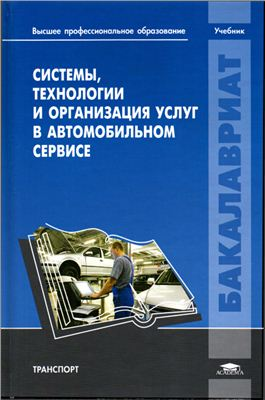 Высшее профессиональное образование
Учебник
СИСТЕМЫ,
ТЕХНОЛОГИИ
И ОРГАНИЗАЦИЯ УСЛУГ
В АВТОМОБИЛЬНОМ
СЕРВИСЕ
БАКАЛАВРИАТ
ТРАНСПОРТ
ACADEMA